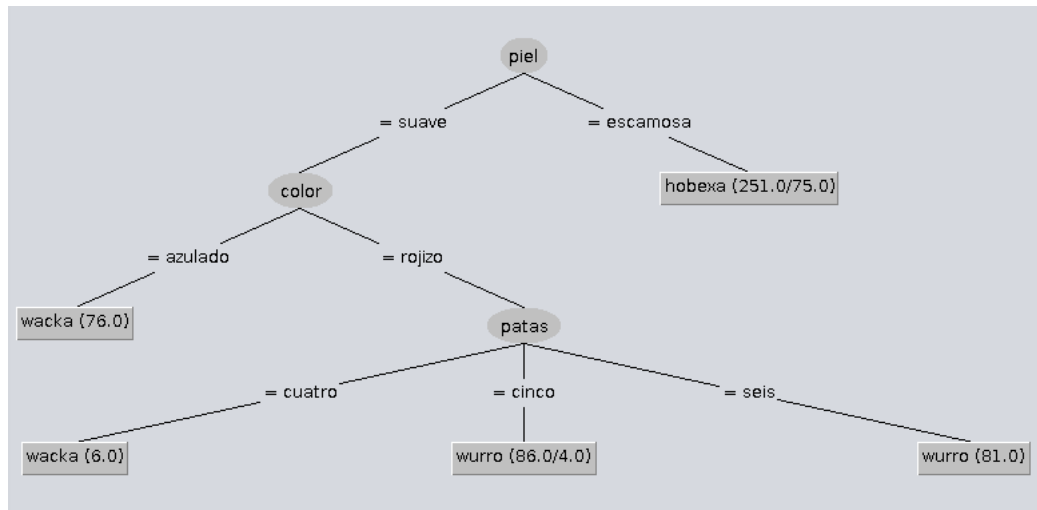 piel
= suave
= escamosa
color
hobexa (251.0/75.0)
= azulado
= rojizo
wacka (76.0)
patas
= cuatro
= cinco
= seis
wacka (6.0)
wurro (86.0/4.0)
wurro (81.0)